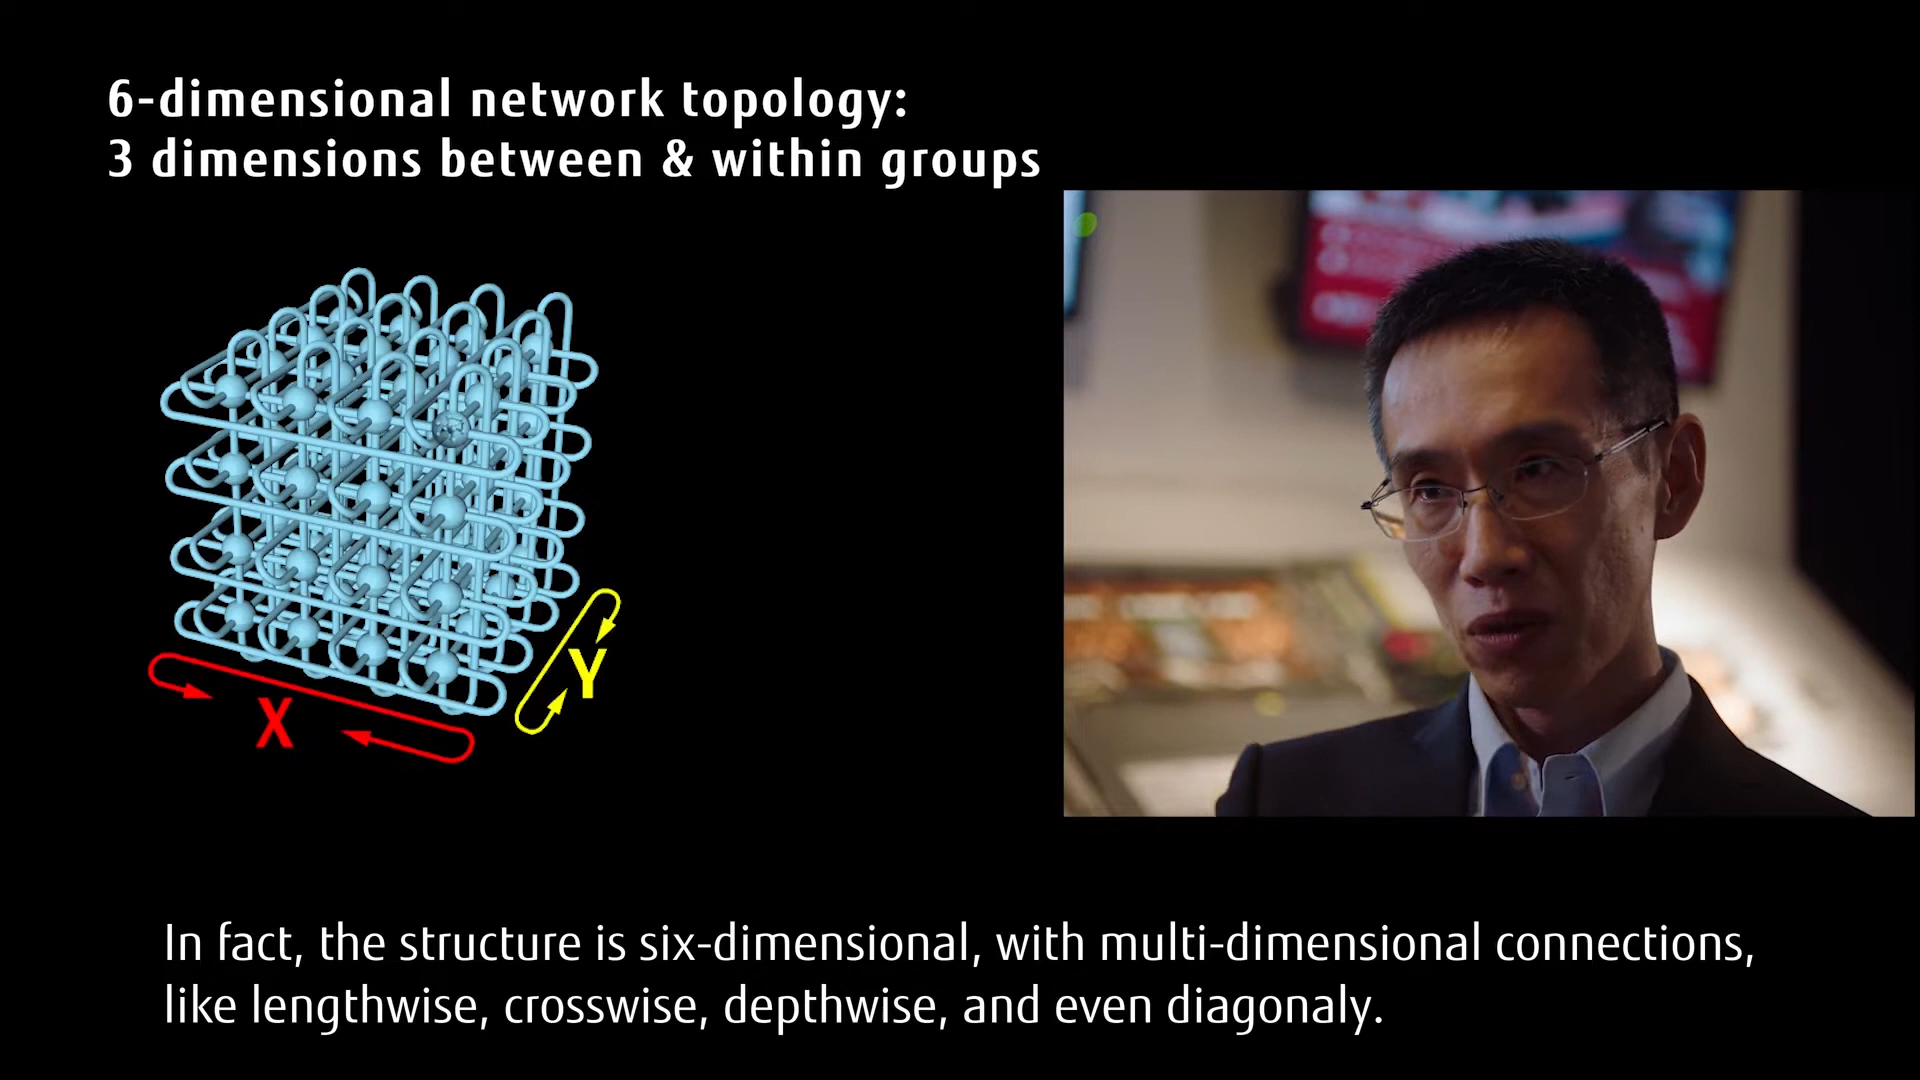 6-dimensional network topology:
3 dimensions between & within groups
X
Y
In fact, the structure is six-dimensional, with multi-dimensional connections,
like lengthwise, crosswise, depthwise, and even diagonaly.